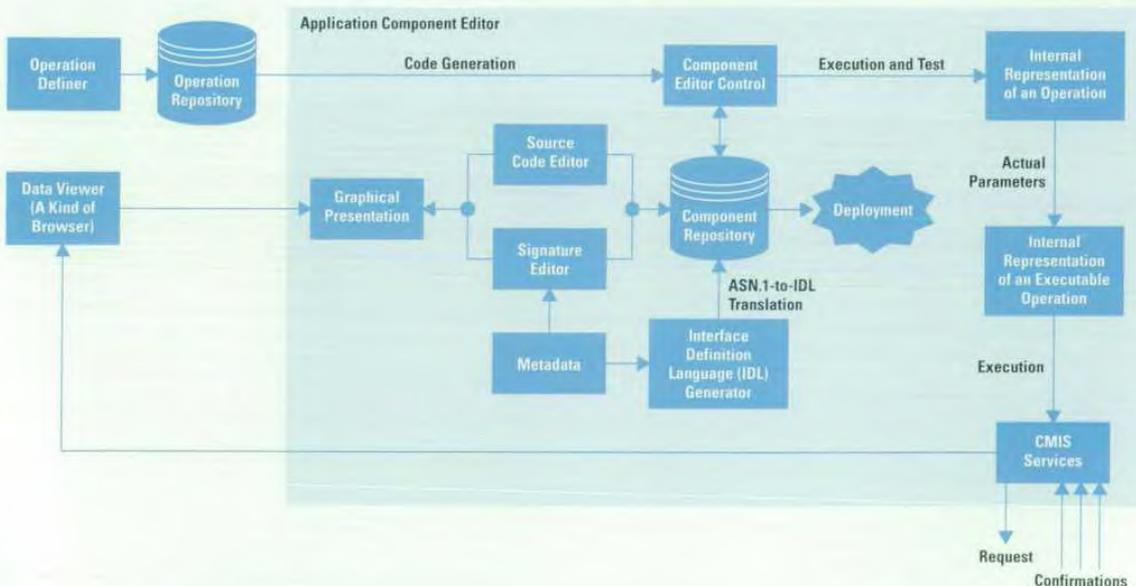 Application Component Editor
Operation
Definer
Operation
Repository
Code Generation
Component
Editor Control
Execution and Test
Internal
Representation
of an Operation
Source
Code Editor
Actual
Parameters
Data Viewer
(A Kind of
Browser)
Graphical
Presentation
Component
Repository
Deployment
Signature
Editor
Internal
Representation
of an Executable
Operation
ASN.1-to-IDL
Translation
Metadata
Interface
Definition
Language (IDL)
Generator
Execution
CMIS
Services
Request
Confirmations